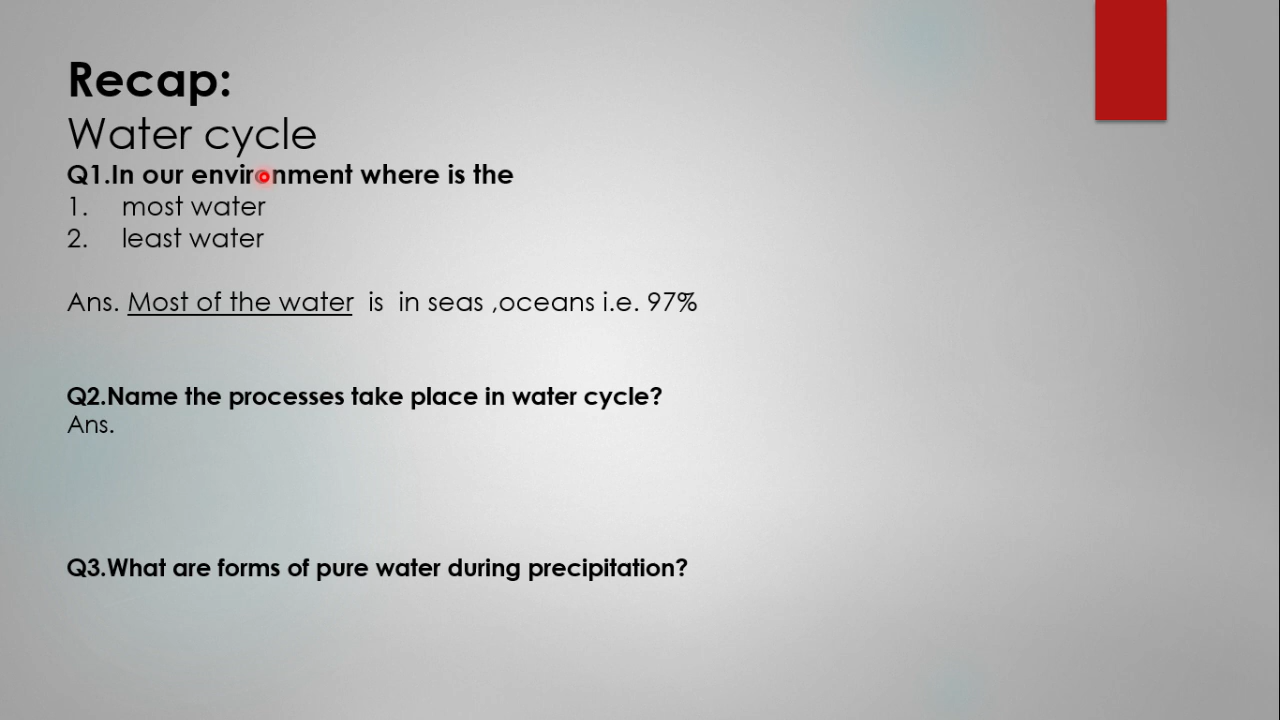 Recap:
Water cycle
Q1.In our environment where is the
1. most water
2. least water
Ans. Most of the water is in seas ,oceans i.e. 97%
Q2.Name the processes take place in water cycle?
Ans.
Q3.What are forms of pure water during precipitation?